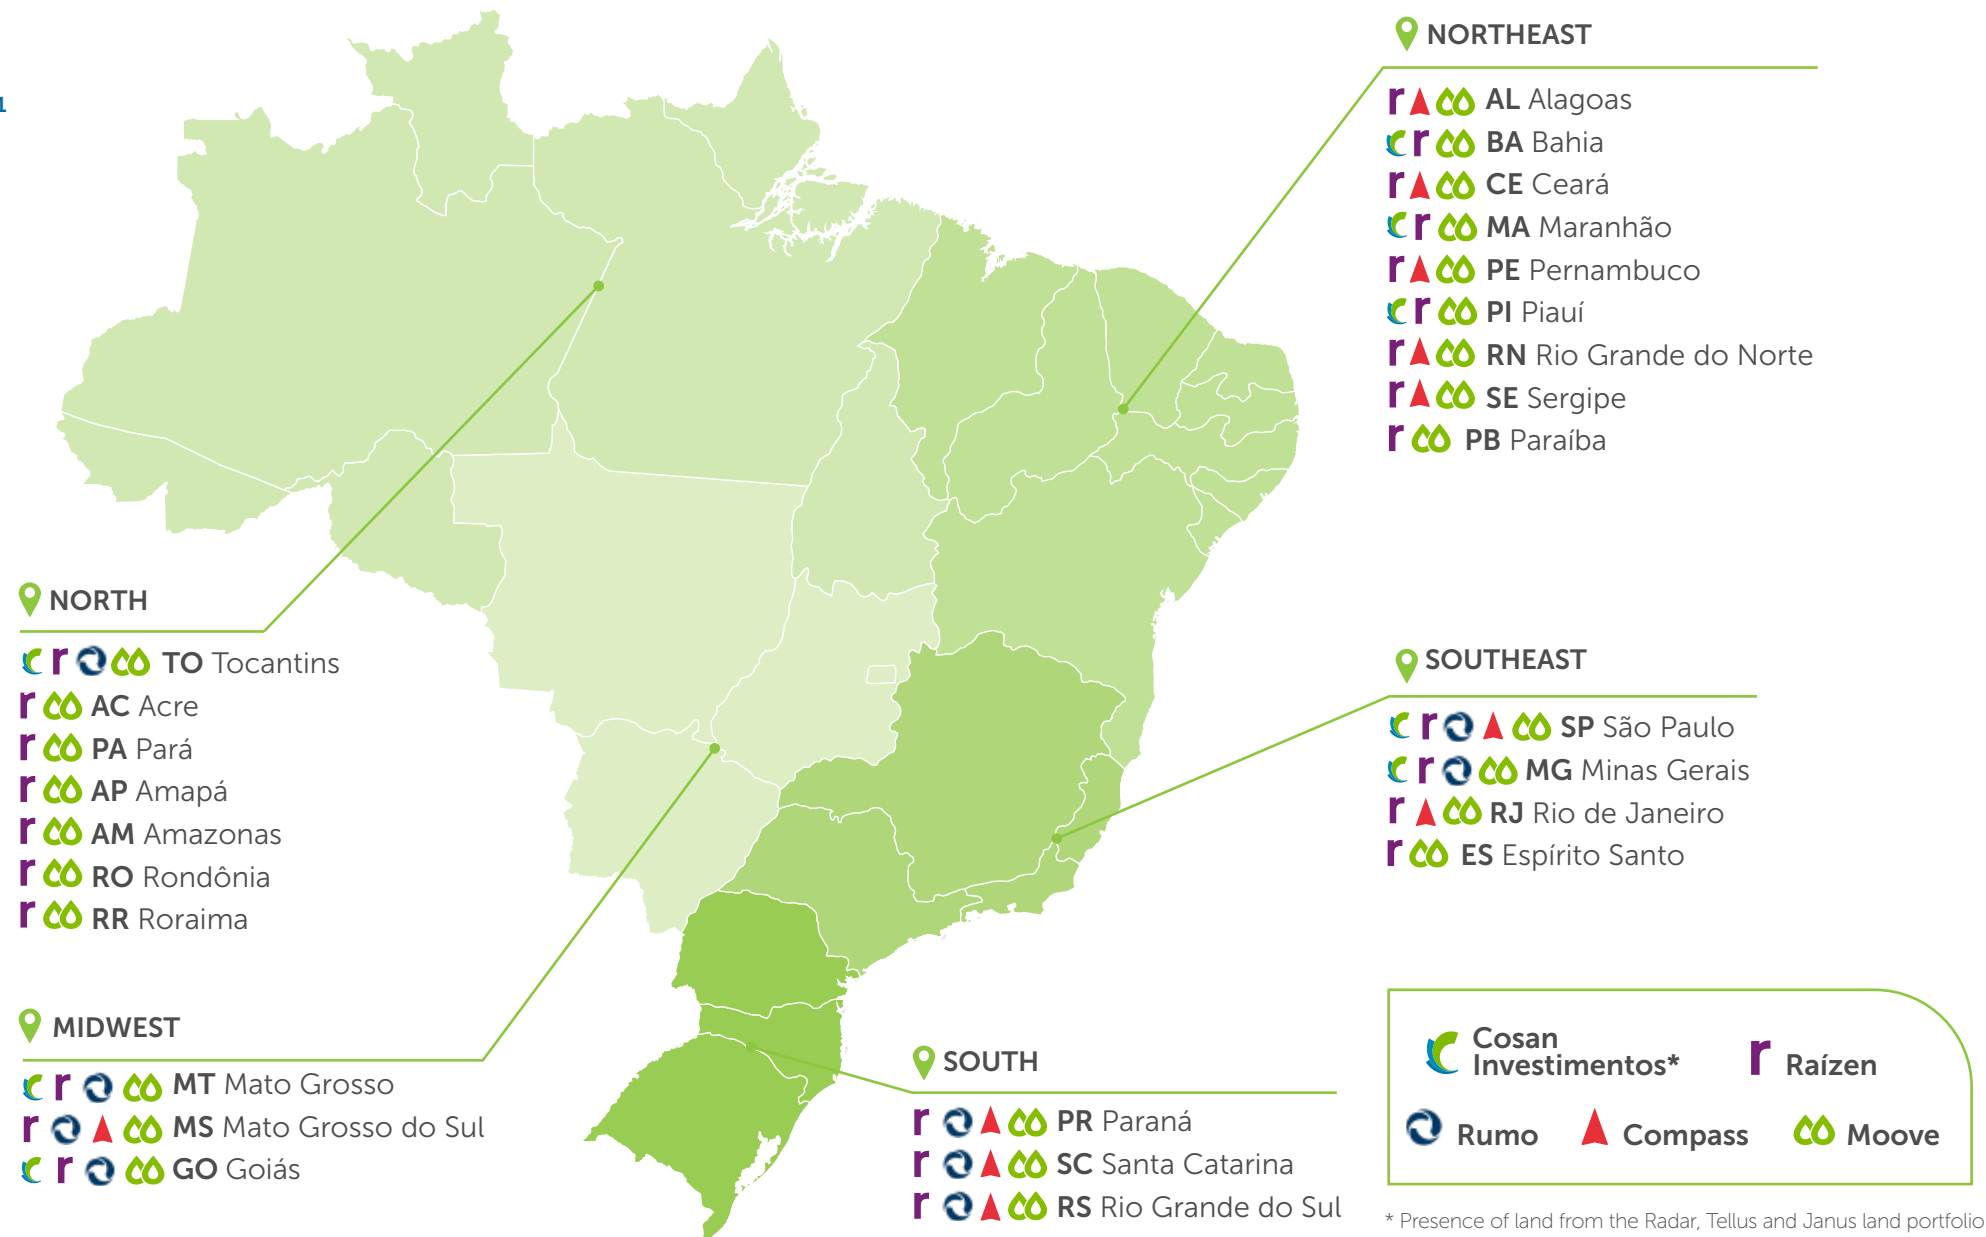 1
NORTHEAST
AL Alagoas
BA Bahia
CE Ceará
MA Maranhão
PE Pernambuco
PI Piauí
RN Rio Grande do Norte
SE Sergipe
PB Paraíba
NORTH
TO Tocantins
AC Acre
PA Pará
AP Amapá
AM Amazonas
RO Rondônia
RR Roraima
SOUTHEAST
SP São Paulo
MG Minas Gerais
RJ Rio de Janeiro
ES Espírito Santo
MIDWEST
MT Mato Grosso
MS Mato Grosso do Sul
GO Goiás
SOUTH
PR Paraná
SC Santa Catarina
RS Rio Grande do Sul
Cosan
Investimentos*
Raízen
Rumo
Compass
Moove
* Presence of land from the Radar, Tellus and Janus land portfolio